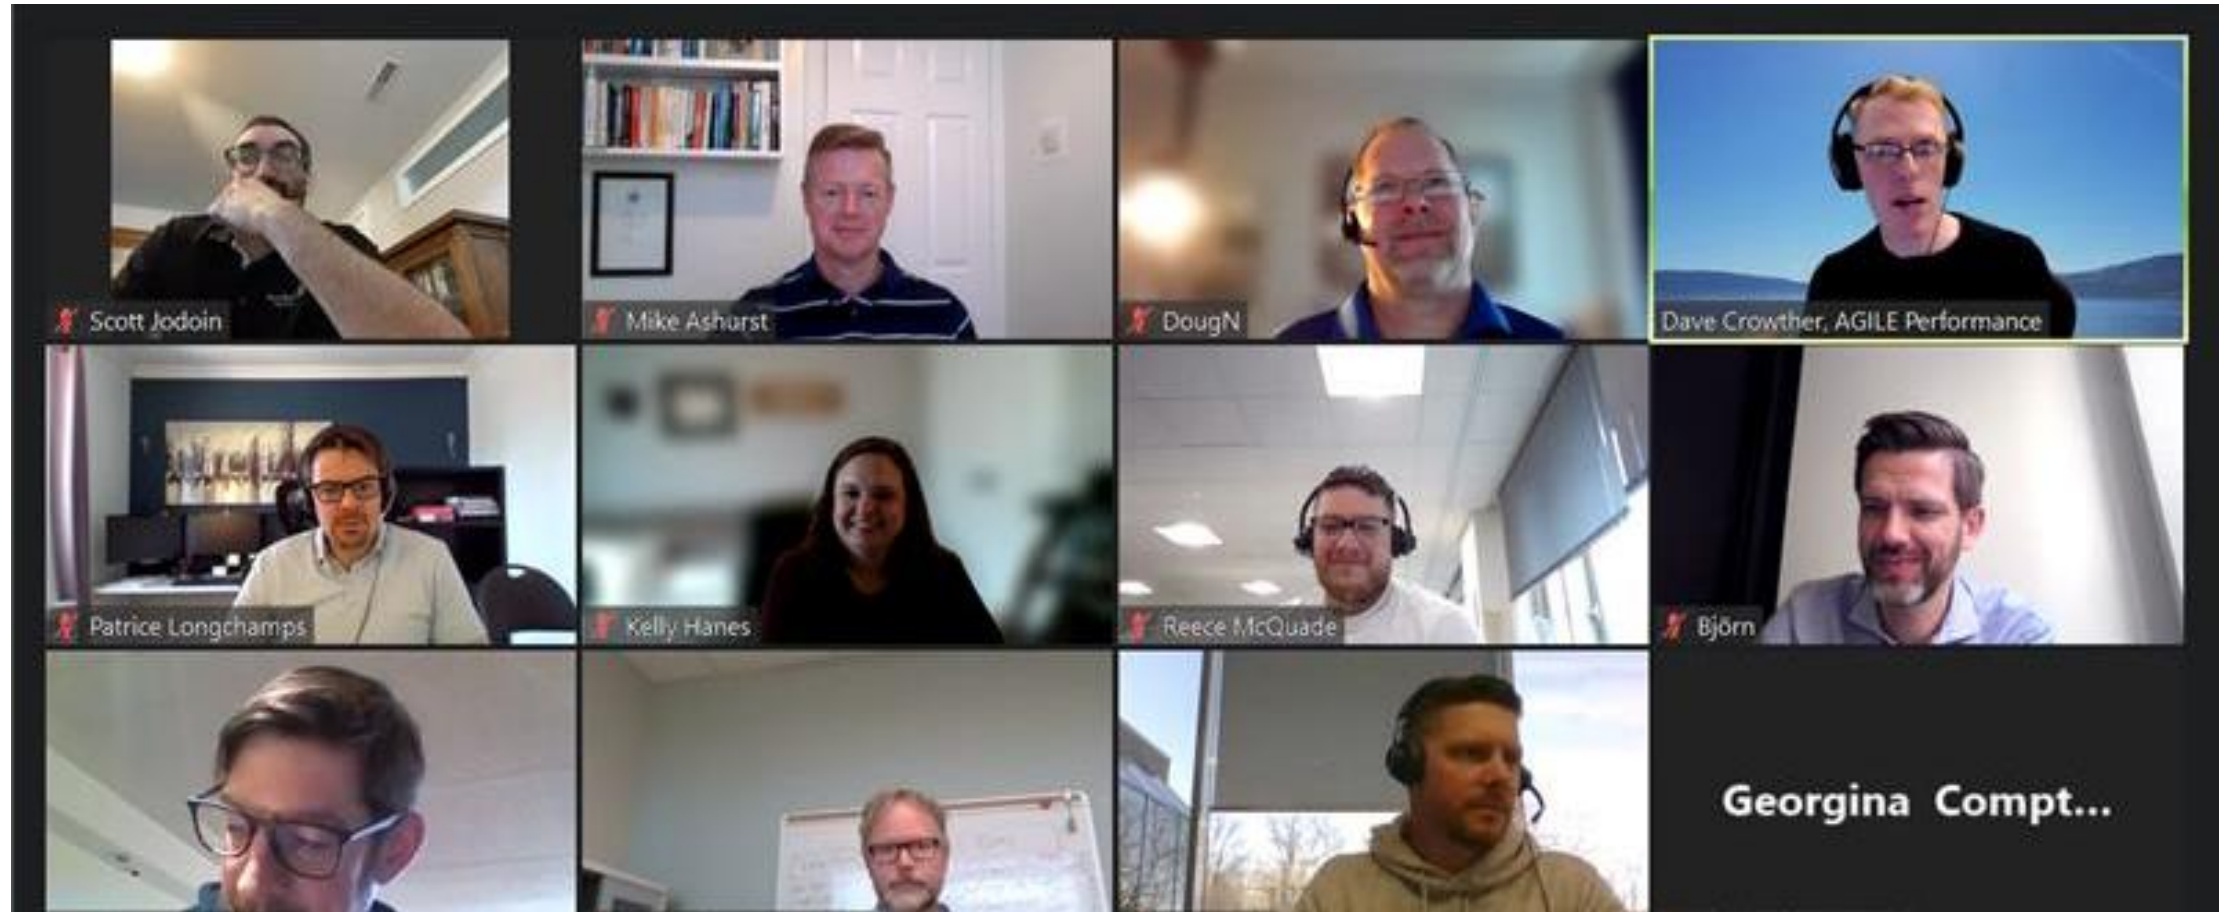 Scott Jodoin
Mike Ashurst
DougN
Dave Crowther, AGILE Performance
Patrice Longchamps
Kelly Hanes
Reece McQuade
Björn
Georgina Compt...